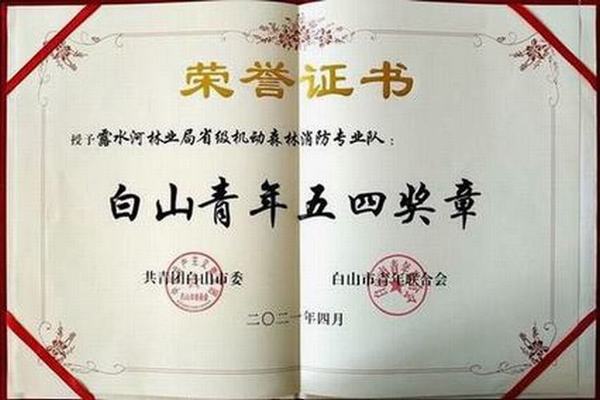 荣誉证书
授予露水河林业局省级机动森林消防专业队：
白山青年五四奖章
共青团白山市委 白山市青年联合会
二〇二一年四月